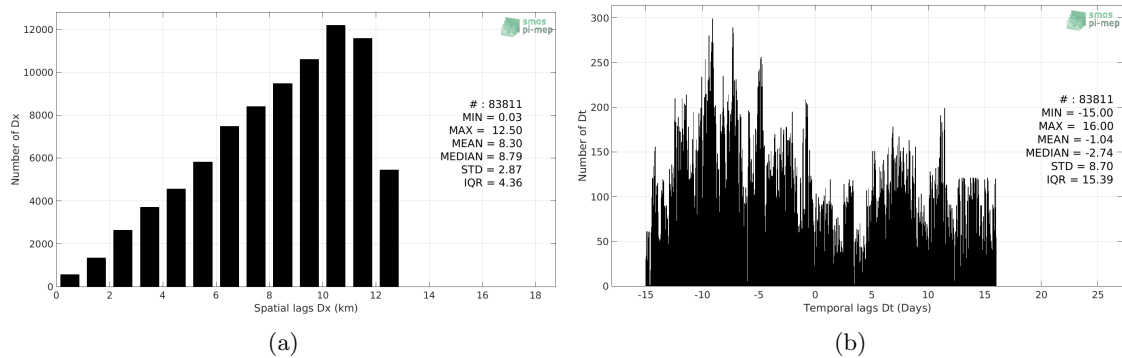 smos
pi-mep
12000
10000
8000
6000
4000
2000
0
Number of Dx
# : 83811
MIN = 0.03
MAX = 12.50
MEAN = 8.30
MEDIAN = 8.79
STD = 2.87
IQR = 4.36
0 2 4 6 8 10 12 14 16 18
Spatial lags Dx (km)
(a)
smos
pi-mep
300
250
200
150
100
50
0
Number of Dt
# : 83811
MIN = -15.00
MAX = 16.00
MEAN = -1.04
MEDIAN = -2.74
STD = 8.70
IQR = 15.39
-15 -10 -5 0 5 10 15 20 25
Temporal lags Dt (Days)
(b)